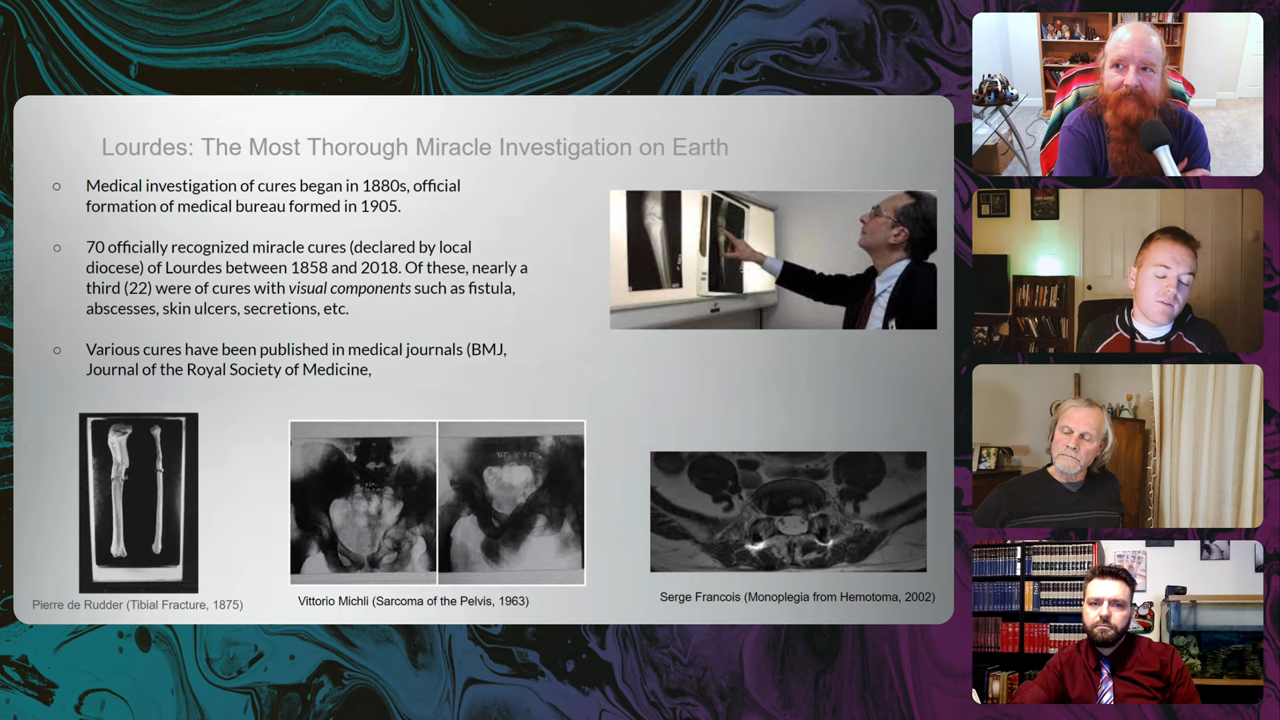 Lourdes: The Most Thorough Miracle Investigation on Earth
Medical investigation of cures began in 1880s, official
formation of medical bureau formed in 1905.
70 officially recognized miracle cures (declared by local
diocese) of Lourdes between 1858 and 2018. Of these, nearly a
third (22) were of cures with visual components such as fistula,
abscesses, skin ulcers, secretions, etc.
Various cures have been published in medical journals (BMJ,
Journal of the Royal Society of Medicine,
Pierre de Rudder (Tibial Fracture, 1875)
Vittorio Michli (Sarcoma of the Pelvis, 1963)
Serge Francois (Monoplegia from Hemotoma, 2002)